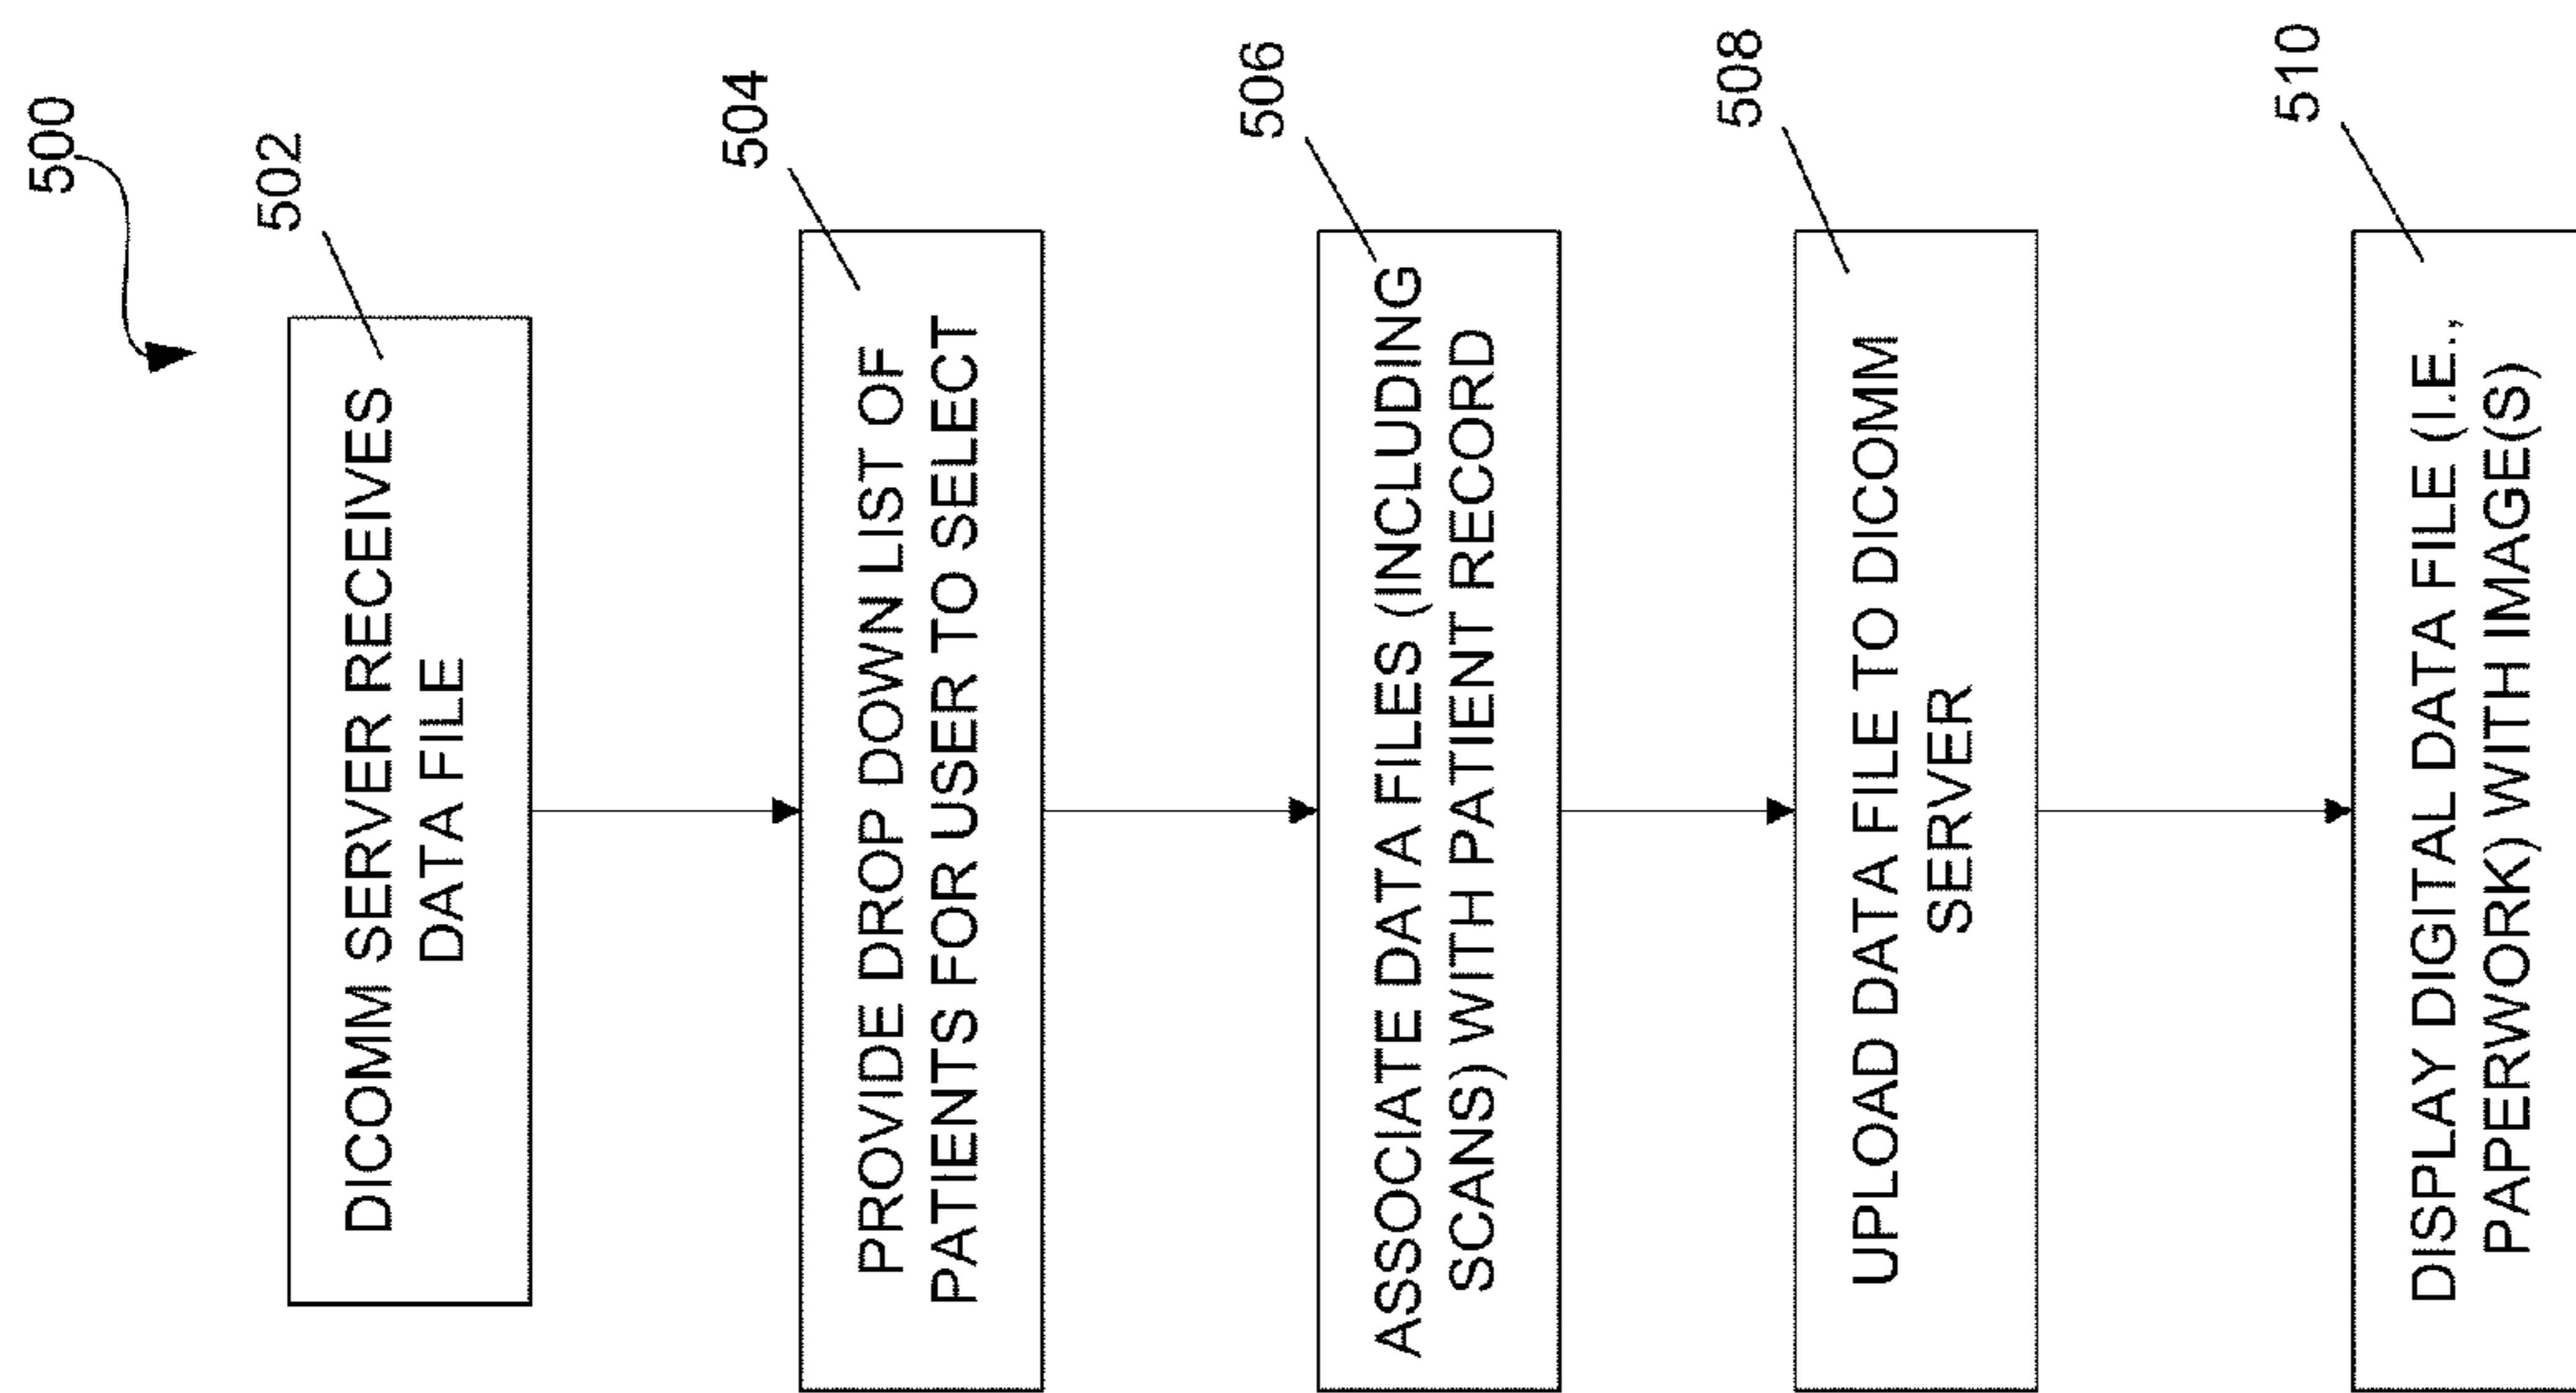 500
502
DICOMM SERVER RECEIVES
DATA FILE
504
PROVIDE DROP DOWN LIST OF
PATIENTS FOR USER TO SELECT
506
ASSOCIATE DATA FILES (INCLUDING
SCANS) WITH PATIENT RECORD
508
UPLOAD DATA FILE TO DICOMM
SERVER
510
DISPLAY DIGITAL DATA FILE (I.E.,
PAPERWORK) WITH IMAGE(S)